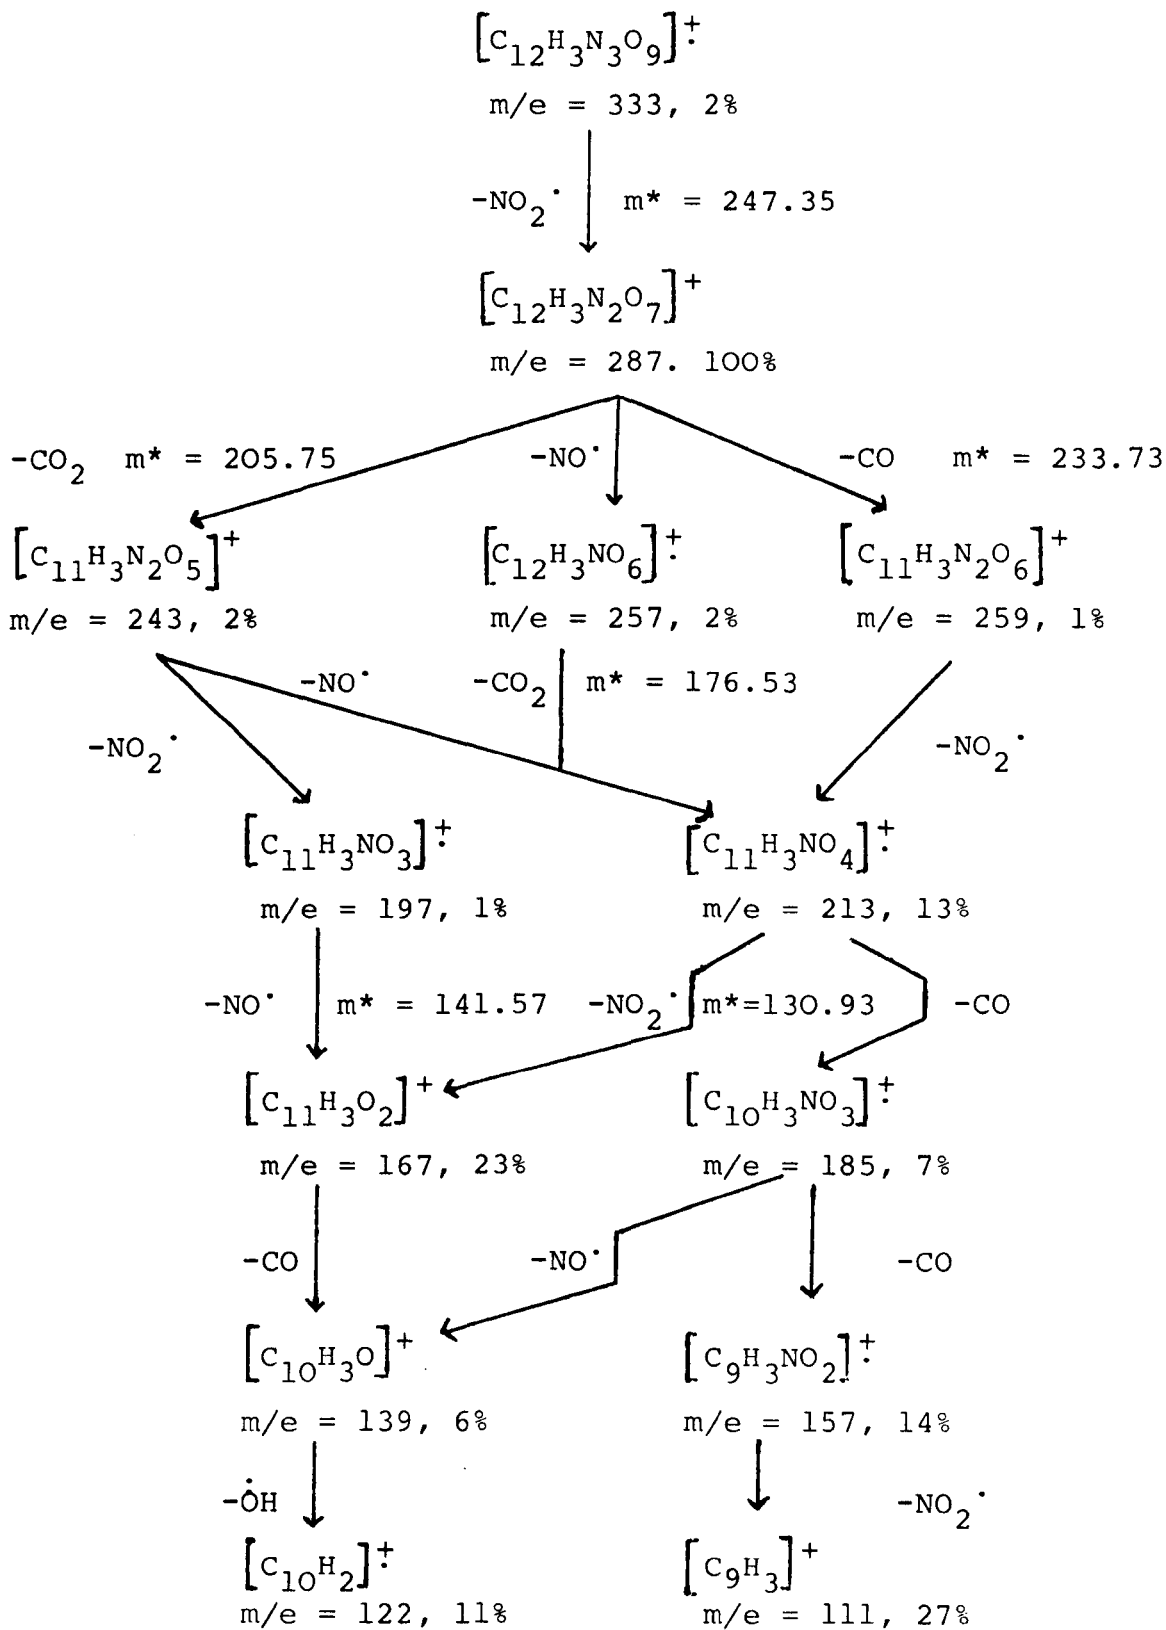 [C12H3N3O9]+·
m/e = 333, 2%
-NO2· m* = 247.35
[C12H3N2O7]+
m/e = 287. 100%
-CO2 m* = 205.75 -NO· -CO m* = 233.73
[C11H3N2O5]+ [C12H3NO6]+· [C11H3N2O6]+
m/e = 243, 2% m/e = 257, 2% m/e = 259, 1%
-NO· -CO2 m* = 176.53
-NO2· -NO2·
[C11H3NO3]+· [C11H3NO4]+·
m/e = 197, 1% m/e = 213, 13%
-NO· m* = 141.57 -NO2· m*=130.93 -CO
[C11H3O2]+ [C10H3NO3]+·
m/e = 167, 23% m/e = 185, 7%
-CO -NO· -CO
[C10H3O]+ [C9H3NO2]+·
m/e = 139, 6% m/e = 157, 14%
-ȮH -NO2·
[C10H2]+· [C9H3]+
m/e = 122, 11% m/e = 111, 27%